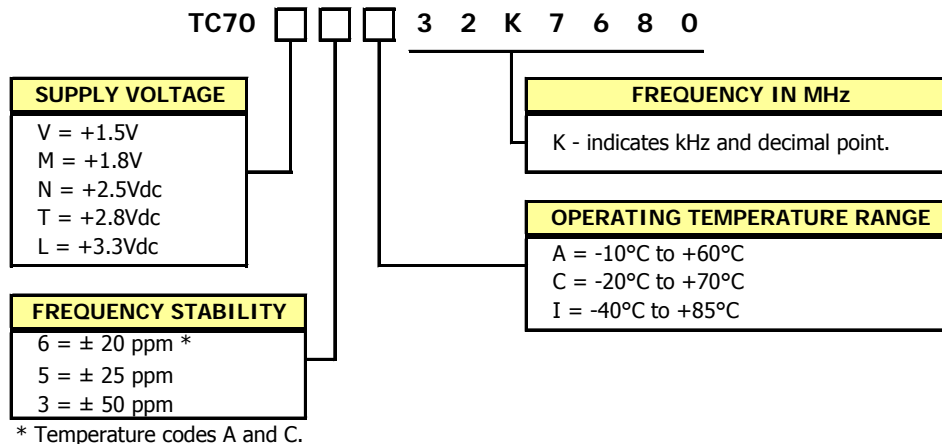 TC70 3 2 K 7 6 8 0
SUPPLY VOLTAGE
V = +1.5V
M = +1.8V
N = +2.5Vdc
T = +2.8Vdc
L = +3.3Vdc
FREQUENCY STABILITY
6 = ± 20 ppm *
5 = ± 25 ppm
3 = ± 50 ppm
* Temperature codes A and C.
FREQUENCY IN MHz
K - indicates kHz and decimal point.
OPERATING TEMPERATURE RANGE
A = -10°C to +60°C
C = -20°C to +70°C
I = -40°C to +85°C